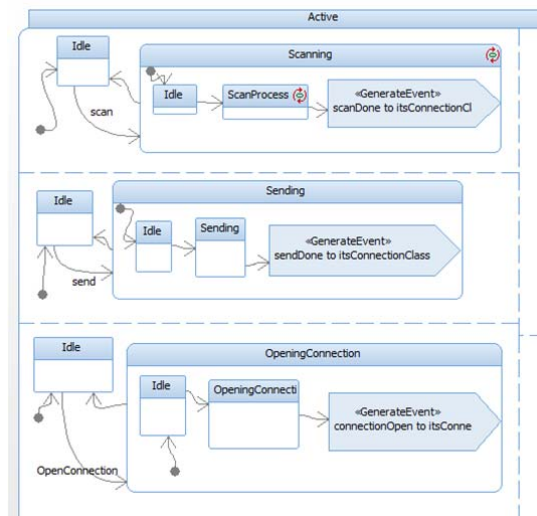 Active
Idle
Scanning
Idle
ScanProcess
«GenerateEvent»
scanDone to itsConnectionCl
scan
Sending
Idle
Idle
Sending
«GenerateEvent»
sendDone to itsConnectionClass
send
Idle
OpeningConnection
Idle
OpeningConnecti
«GenerateEvent»
connectionOpen to itsConne
OpenConnection